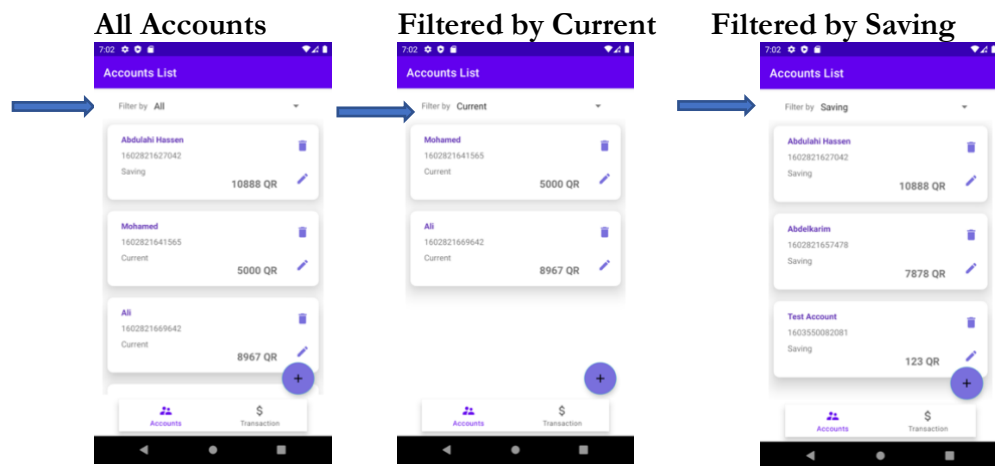 All Accounts
7:02
Accounts List
Filter by All
Abdulahi Hassen
1602821627042
Saving
10888 QR
Mohamed
1602821641565
Current
5000 QR
Ali
1602821669642
Current
8967 QR
+
Accounts
$
Transaction
Filtered by Current
7:02
Accounts List
Filter by Current
Mohamed
1602821641565
Current
5000 QR
Ali
1602821669642
Current
8967 QR
+
Accounts
$
Transaction
Filtered by Saving
7:02
Accounts List
Filter by Saving
Abdulahi Hassen
1602821627042
Saving
10888 QR
Abdelkarim
1602821657478
Saving
7878 QR
Test Account
1603550082081
Saving
123 QR
+
Accounts
$
Transaction